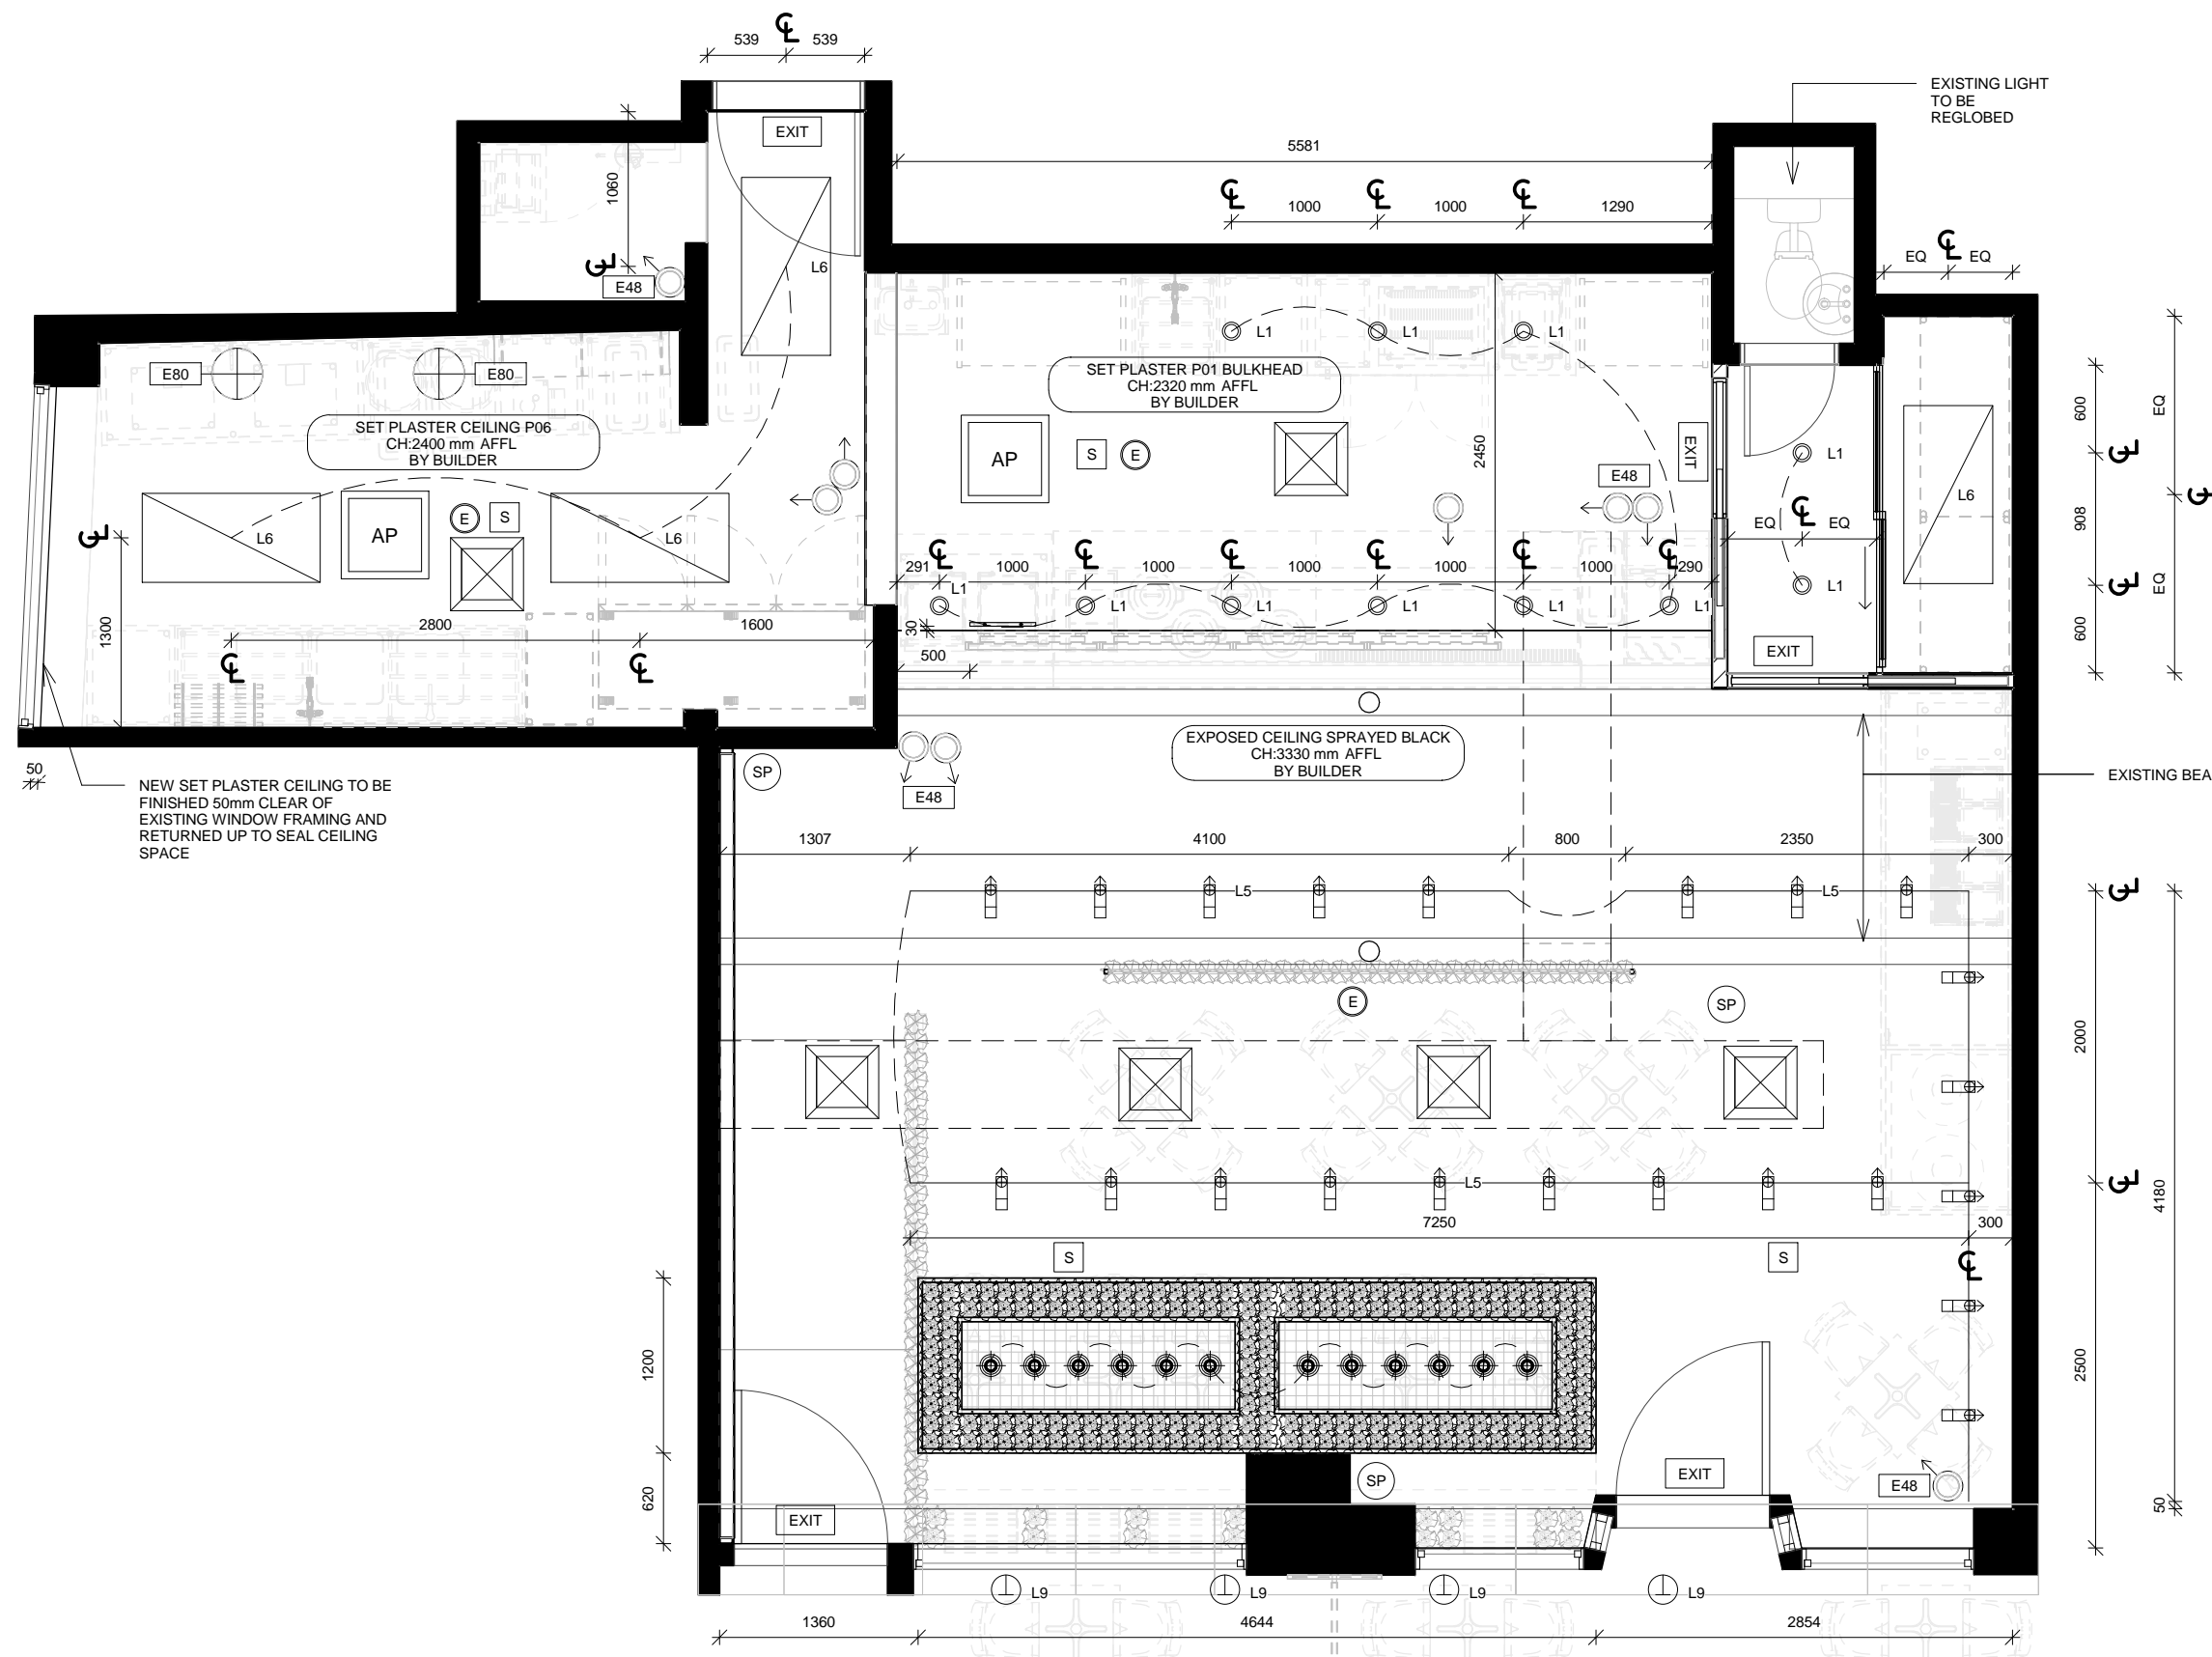 539
539
EXIT
EXISTING LIGHT
TO BE
REGLOBED
5581
1060
1000
1000
1290
EQ
EQ
L6
E48
L1
L1
L1
E80
E80
SET PLASTER P01 BULKHEAD
CH:2320 mm AFFL
BY BUILDER
SET PLASTER CEILING P06
CH:2400 mm AFFL
BY BUILDER
600
EQ
AP
S
E
2450
EXIT
E48
L1
L6
L6
AP
E
S
L6
908
EQ
EQ
291
1000
1000
1000
1000
1000
290
L1
L1
L1
L1
L1
L1
L1
EQ
1300
2800
1600
30
500
600
EXIT
EXPOSED CEILING SPRAYED BLACK
CH:3330 mm AFFL
BY BUILDER
SP
E48
50
NEW SET PLASTER CEILING TO BE
FINISHED 50mm CLEAR OF
EXISTING WINDOW FRAMING AND
RETURNED UP TO SEAL CEILING
SPACE
EXISTING BEA
1307
4100
800
2350
300
L5
L5
E
SP
2000
L5
4180
7250
300
S
S
1200
2500
SP
EXIT
E48
620
EXIT
50
L9
L9
L9
L9
1360
4644
2854